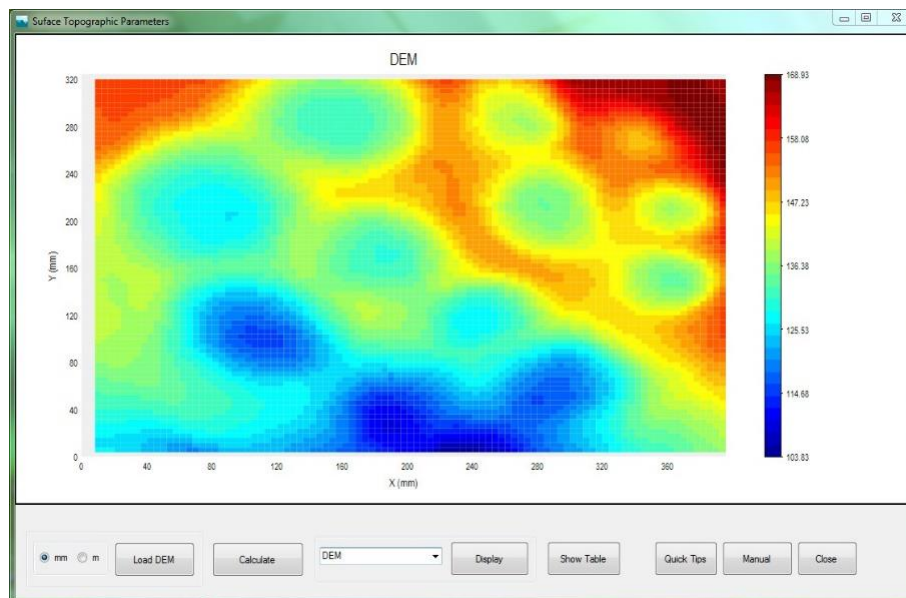 Suface Topographic Parameters
DEM
320
280
240
200
160
120
80
40
0
Y (mm)
0 40 80 120 160 200 240 280 320 360
X (mm)
168.93
158.08
147.23
136.38
125.53
114.68
103.83
mm m Load DEM Calculate DEM Display Show Table Quick Tips Manual Close